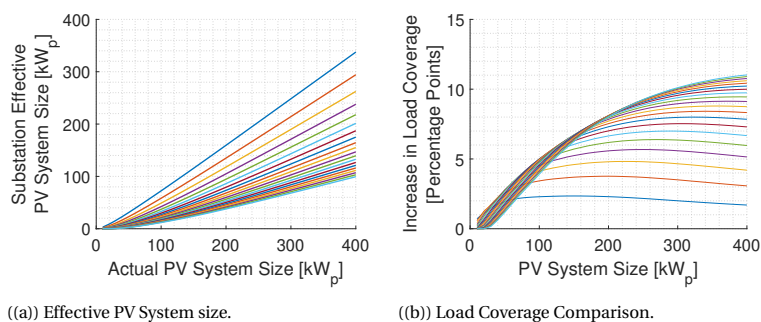 400
300
200
100
0
0
100
200
300
400
Substation Effective
PV System Size [kWp]
Actual PV System Size [kWp]
15
10
5
0
0
100
200
300
400
Increase in Load Coverage
[Percentage Points]
PV System Size [kWp]
((a)) Effective PV System size.
((b)) Load Coverage Comparison.